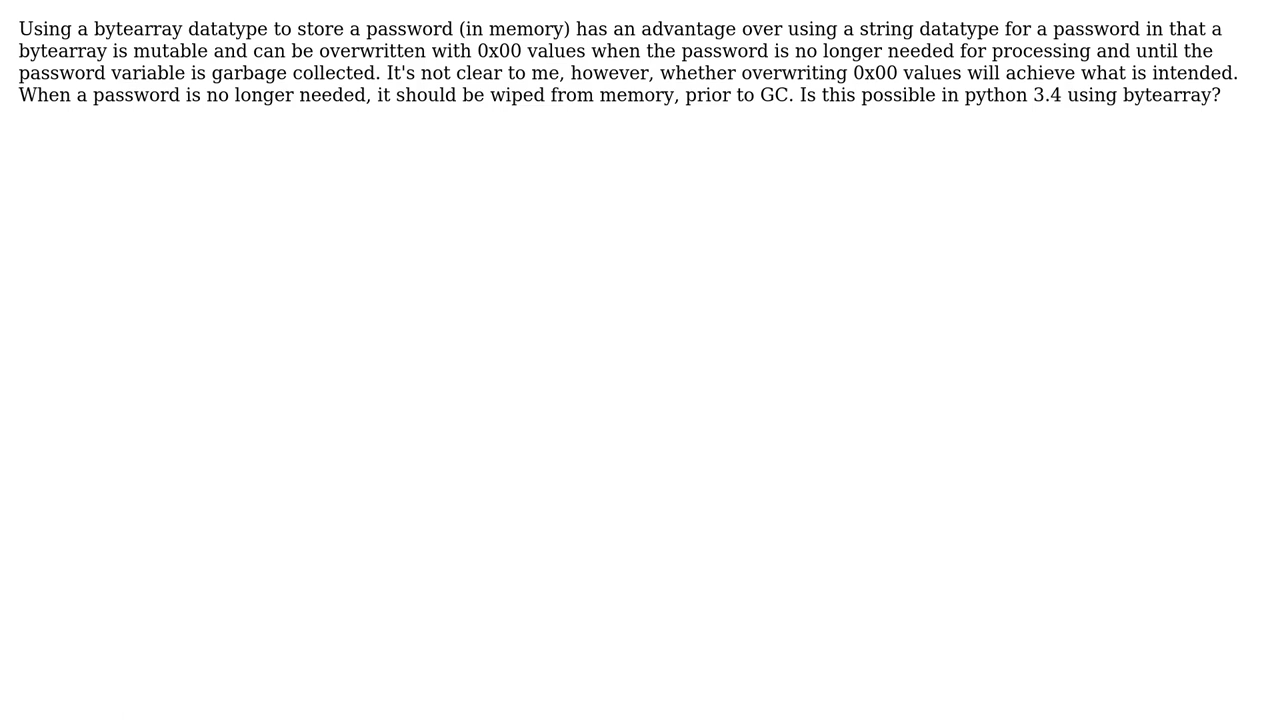 Using a bytearray datatype to store a password (in memory) has an advantage over using a string datatype for a password in that a
bytearray is mutable and can be overwritten with 0x00 values when the password is no longer needed for processing and until the
password variable is garbage collected. It's not clear to me, however, whether overwriting 0x00 values will achieve what is intended.
When a password is no longer needed, it should be wiped from memory, prior to GC. Is this possible in python 3.4 using bytearray?